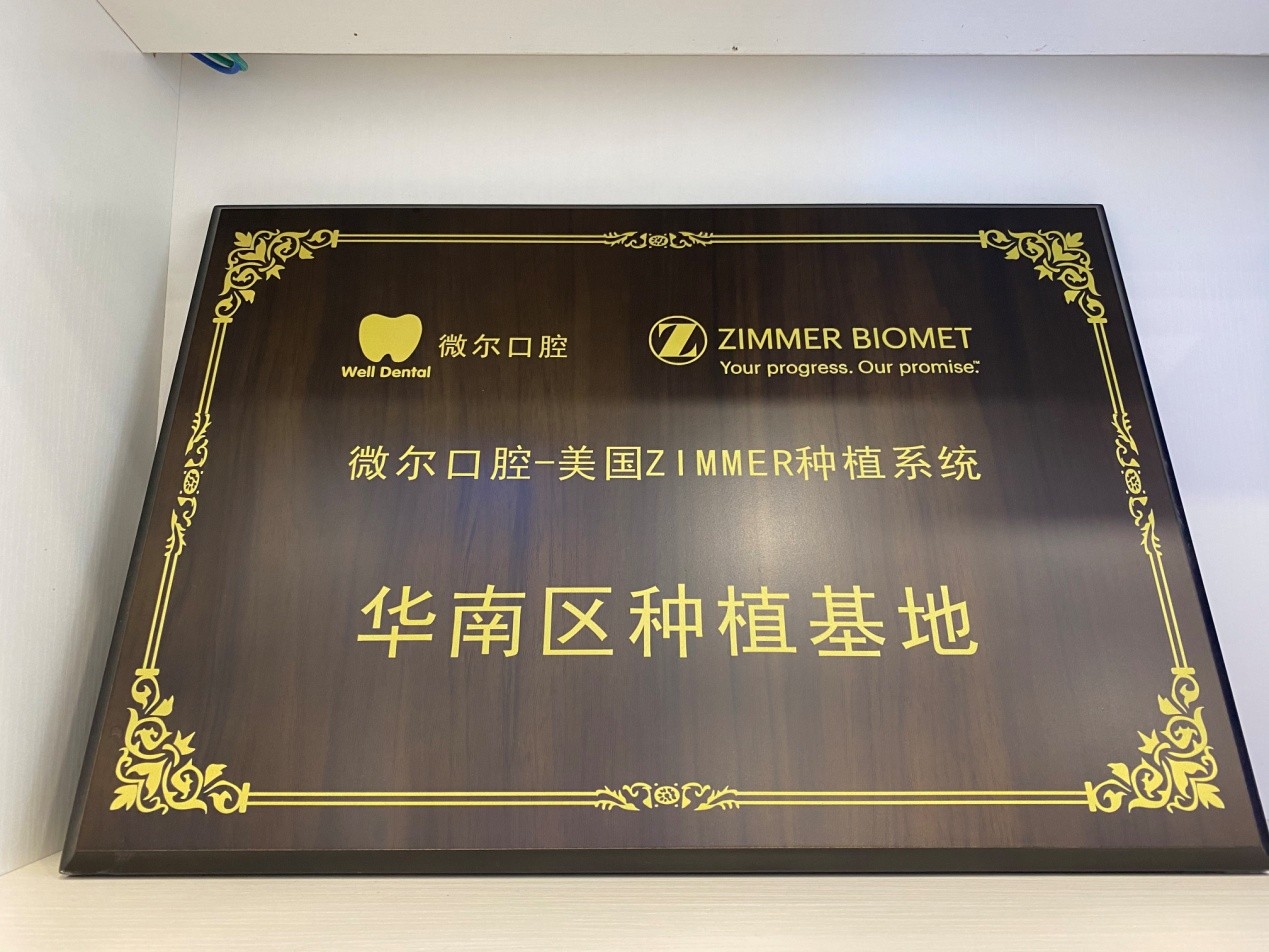 Well Dental
微尔口腔
ZIMMER BIOMET
Your progress. Our promise.™
微尔口腔-美国ZIMMER种植系统
华南区种植基地